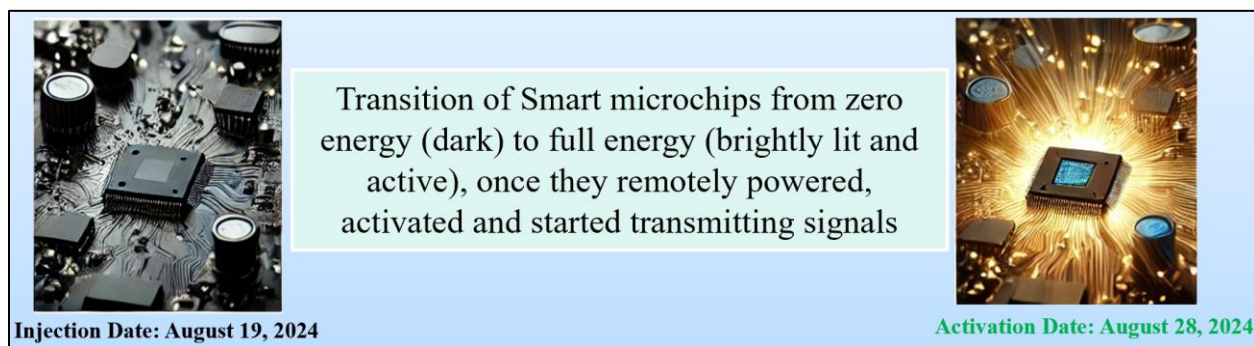 Transition of Smart microchips from zero
energy (dark) to full energy (brightly lit and
active), once they remotely powered,
activated and started transmitting signals
Injection Date: August 19, 2024
Activation Date: August 28, 2024